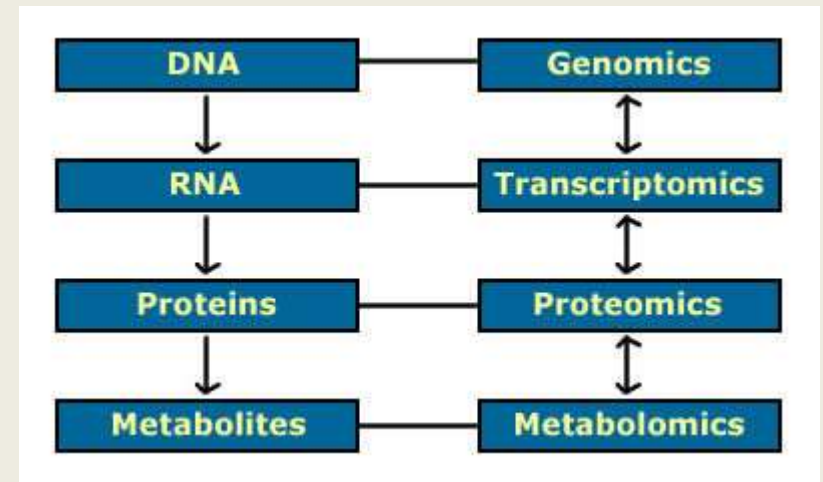 DNA
Genomics
RNA
Transcriptomics
Proteins
Proteomics
Metabolites
Metabolomics